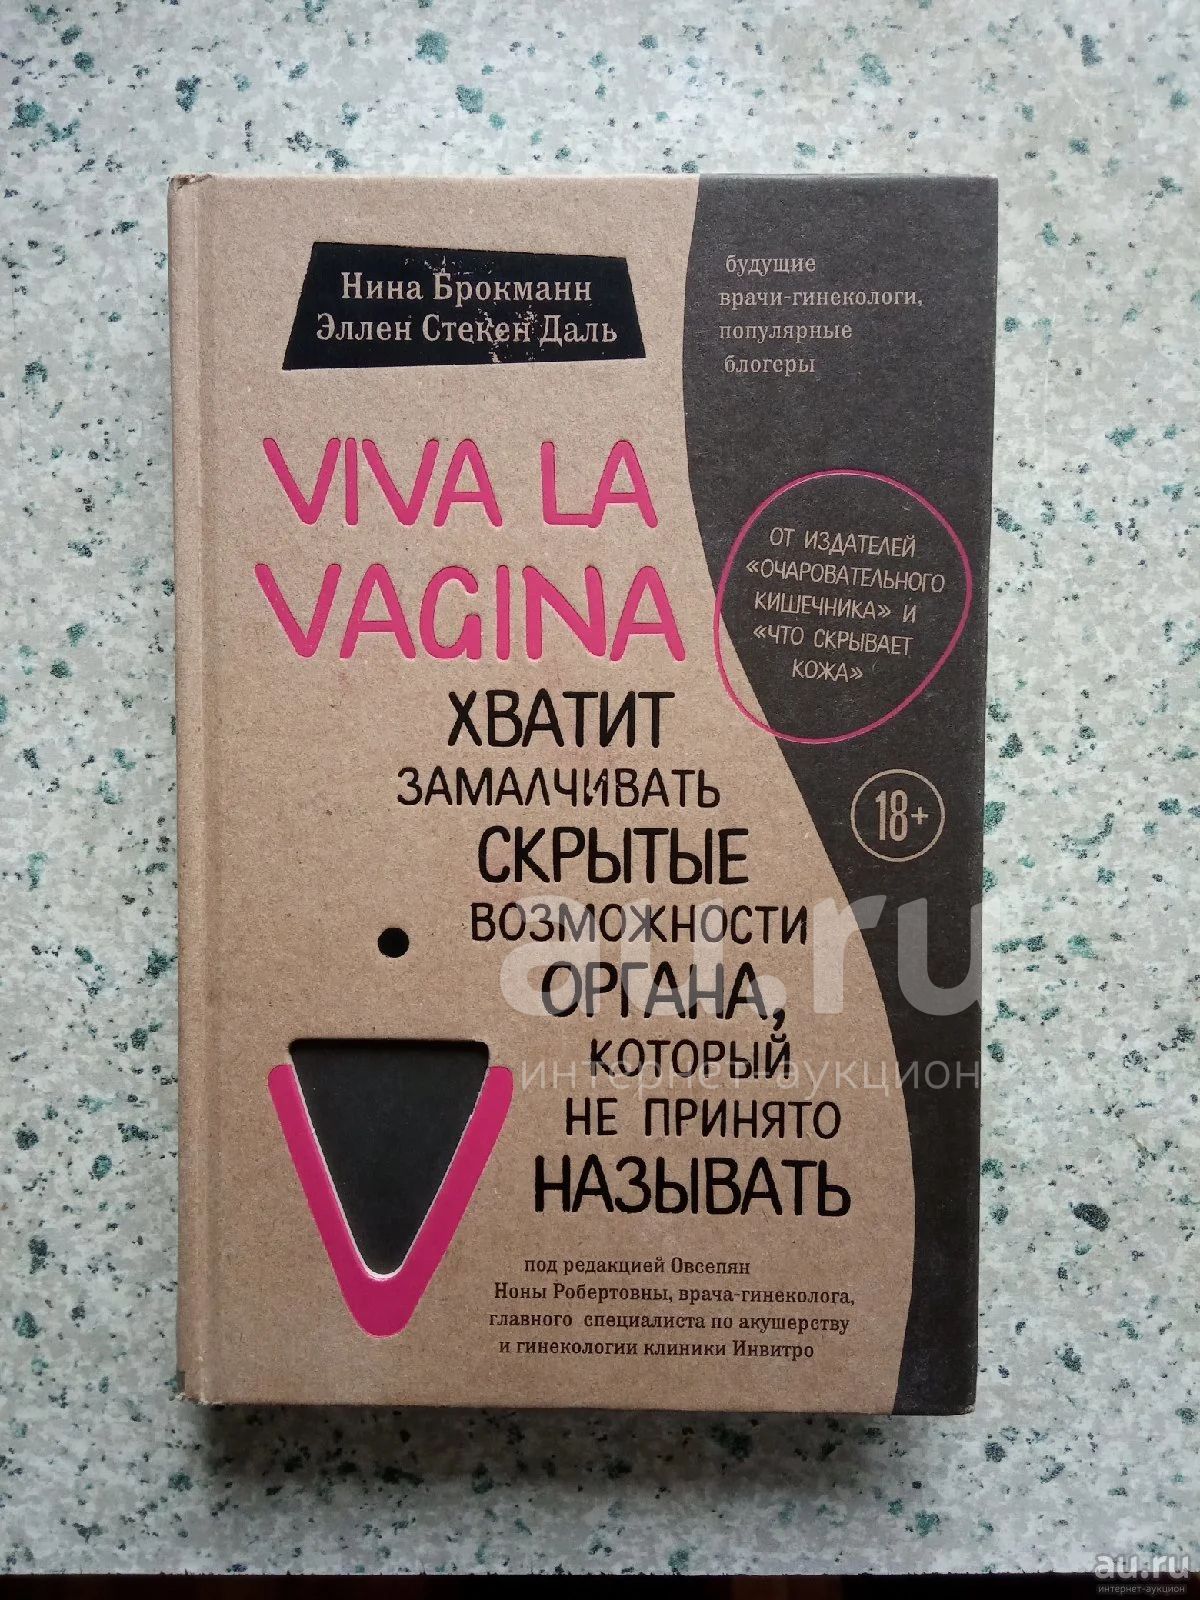 Нина Брокманн
Эллен Стекен Даль
будущие
врачи-гинекологи,
популярные
блогеры
VIVA LA
VAGINA
ОТ ИЗДАТЕЛЕЙ
«ОЧАРОВАТЕЛЬНОГО
КИШЕЧНИКА» И
«ЧТО СКРЫВАЕТ
КОЖА»
18+
ХВАТИТ
ЗАМАЛЧИВАТЬ
СКРЫТЫЕ
ВОЗМОЖНОСТИ
ОРГАНА,
КОТОРЫЙ
НЕ ПРИНЯТО
НАЗЫВАТЬ
под редакцией Овсепян
Ноны Робертовны, врача-гинеколога,
главного специалиста по акушерству
и гинекологии клиники Инвитро
au.ru
интернет-аукцион
au.ru
интернет-аукцион